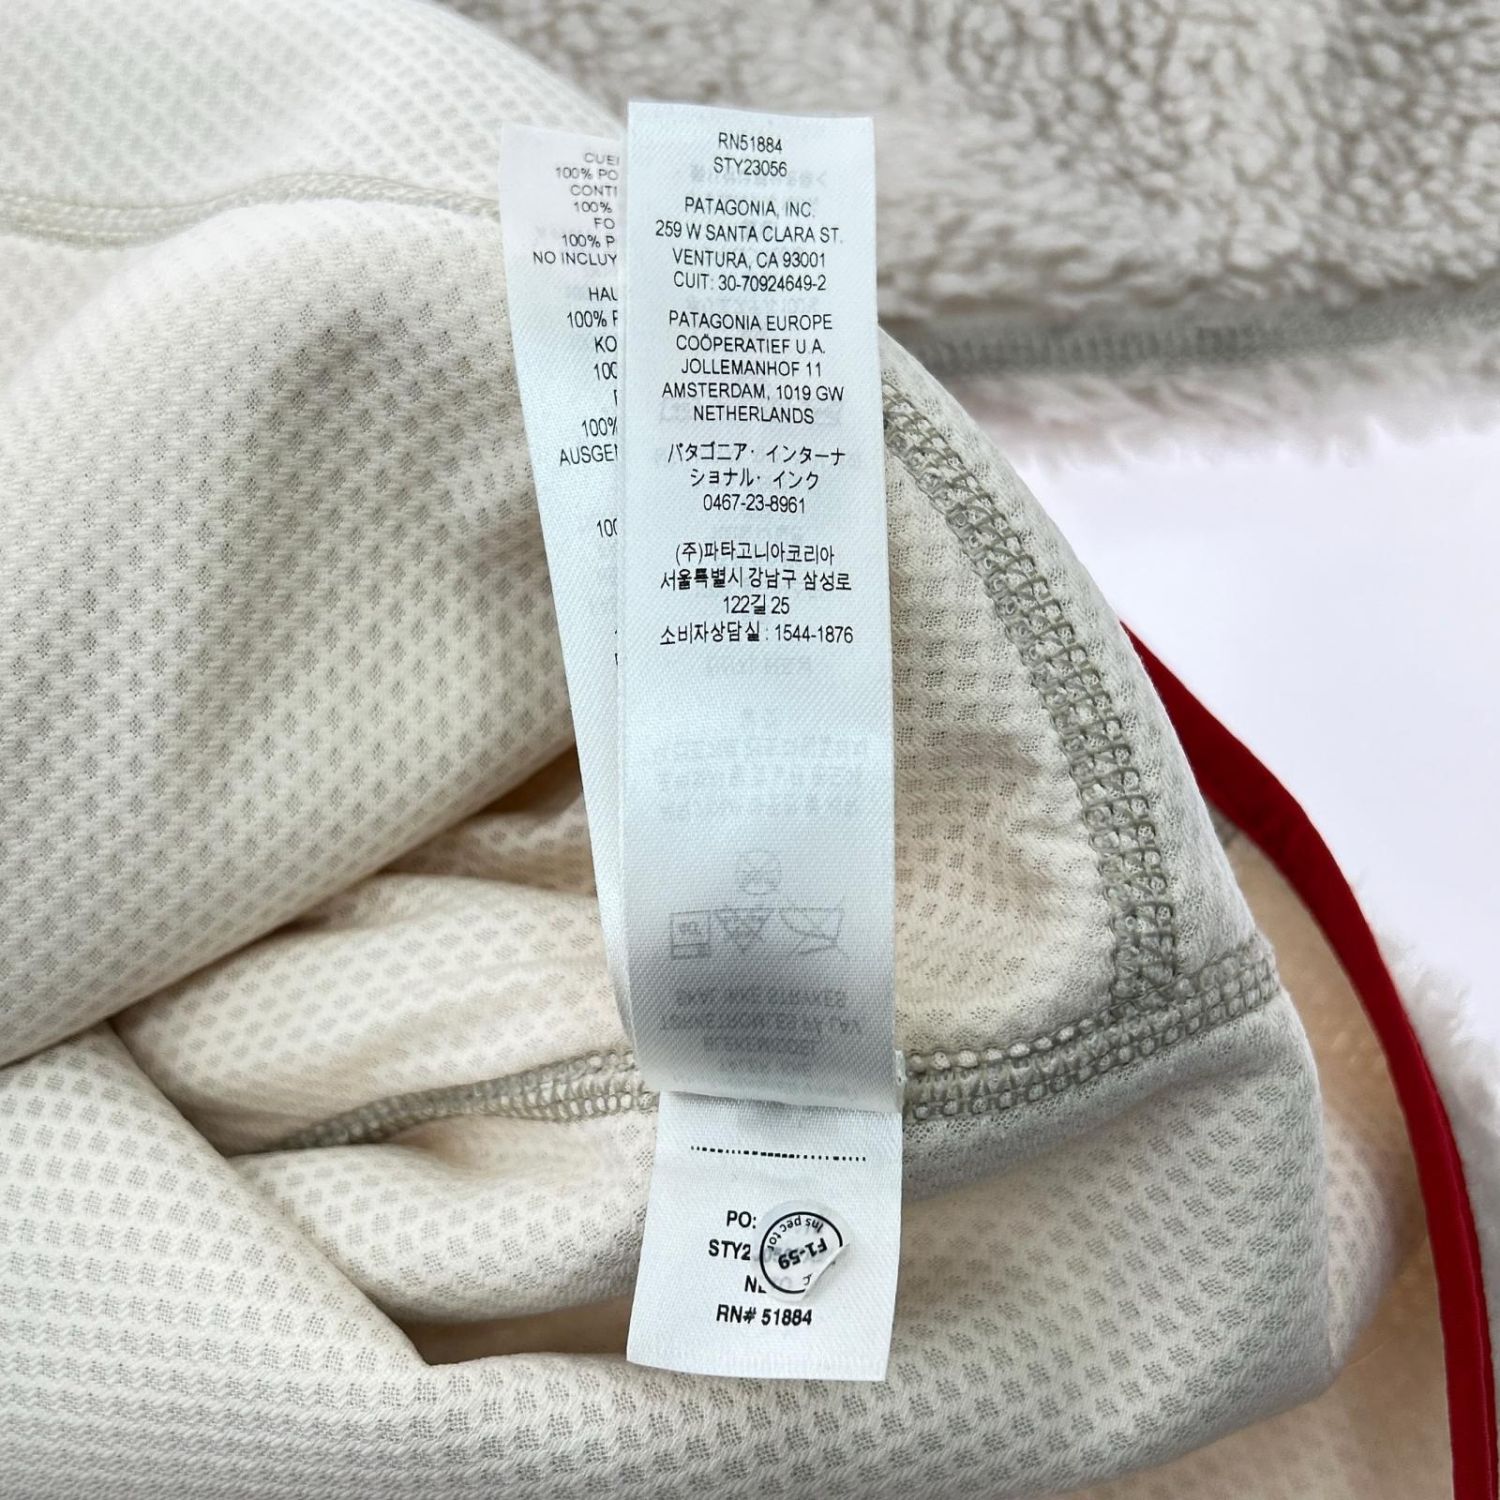 RN51884
STY23056
PATAGONIA, INC.
259 W SANTA CLARA ST.
VENTURA, CA 93001
CUIT: 30-70924649-2
PATAGONIA EUROPE
COÖPERATIEF U.A.
JOLLEMANHOF 11
AMSTERDAM, 1019 GW
NETHERLANDS
パタゴニア・インターナ
ショナル・インク
0467-23-8961
(주)파타고니아코리아
서울특별시 강남구 삼성로
122길 25
소비자상담실 : 1544-1876
CUE
100% PO
CONTI
100%
FO
100% P
NO INCLUY
HAU
100% F
KO
100
100%
AUSGE
100
PO:
STY2
RN# 51884
Inspector
F1-59